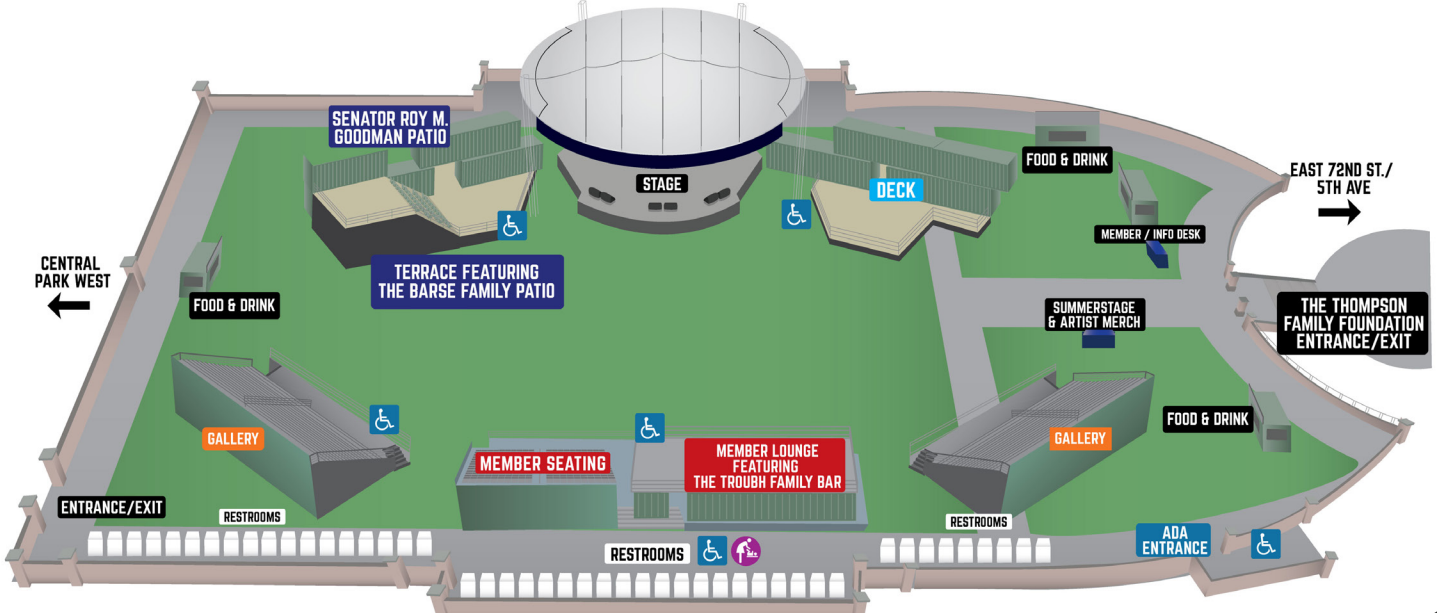 SENATOR ROY M.
GOODMAN PATIO
STAGE
DECK
FOOD & DRINK
EAST 72ND ST./
5TH AVE
MEMBER / INFO DESK
CENTRAL
PARK WEST
TERRACE FEATURING
THE BARSE FAMILY PATIO
FOOD & DRINK
SUMMERSTAGE
& ARTIST MERCH
THE THOMPSON
FAMILY FOUNDATION
ENTRANCE/EXIT
GALLERY
MEMBER SEATING
MEMBER LOUNGE
FEATURING
THE TROUBH FAMILY BAR
GALLERY
FOOD & DRINK
ENTRANCE/EXIT
RESTROOMS
RESTROOMS
RESTROOMS
ADA
ENTRANCE